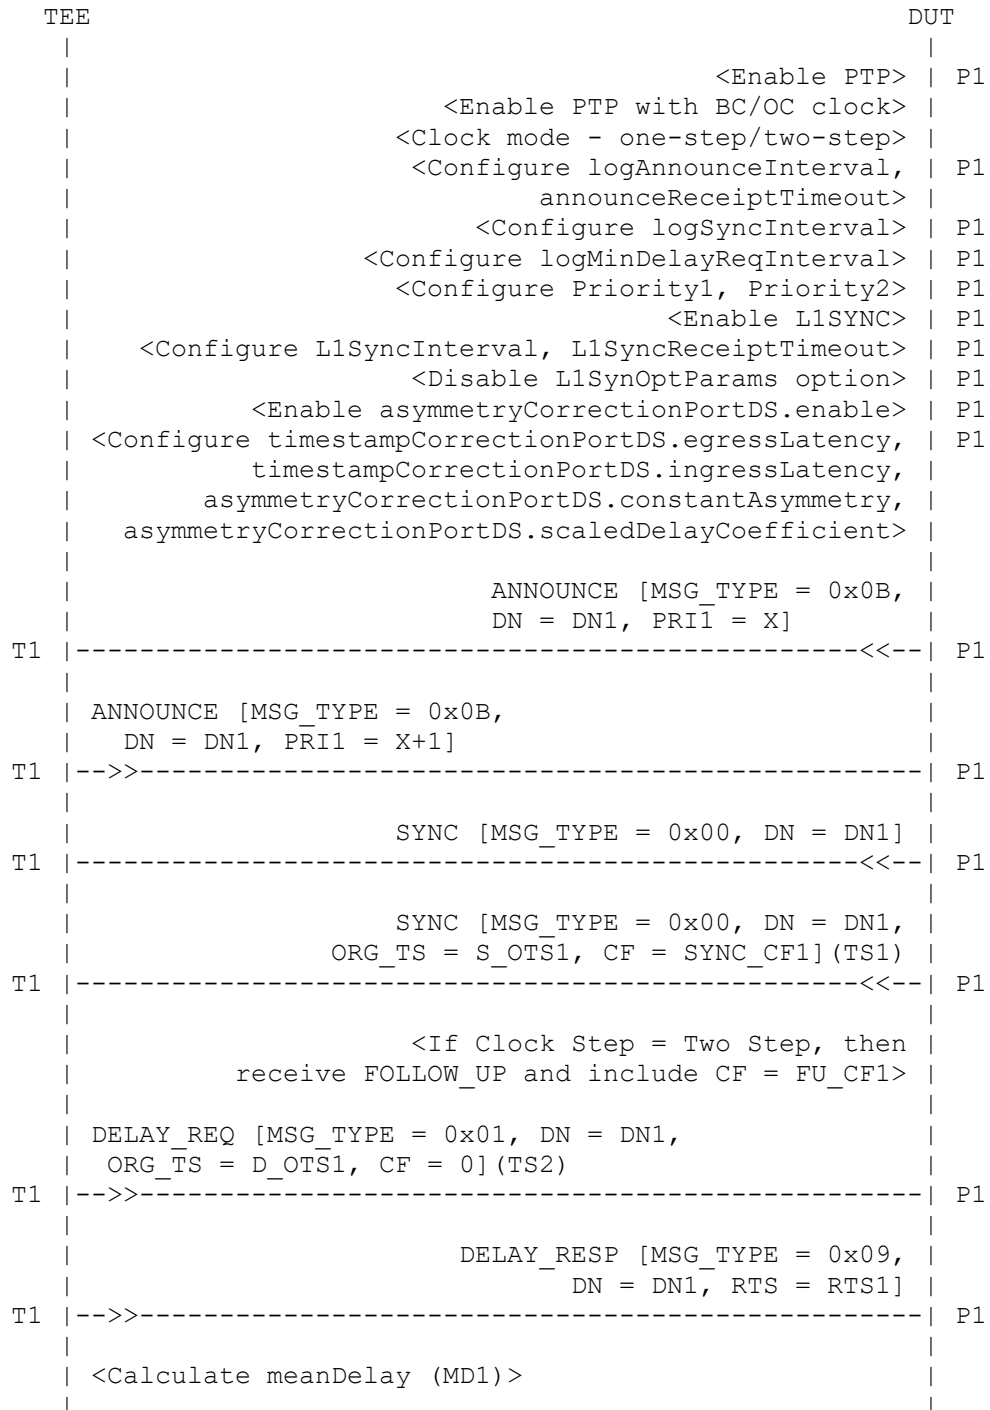 TEE DUT
| |
| <Enable PTP> | P1
| <Enable PTP with BC/OC clock> |
| <Clock mode - one-step/two-step> |
| <Configure logAnnounceInterval, | P1
| announceReceiptTimeout> |
| <Configure logSyncInterval> | P1
| <Configure logMinDelayReqInterval> | P1
| <Configure Priority1, Priority2> | P1
| <Enable L1SYNC> | P1
| <Configure L1SyncInterval, L1SyncReceiptTimeout> | P1
| <Disable L1SynOptParams option> | P1
| <Enable asymmetryCorrectionPortDS.enable> | P1
| <Configure timestampCorrectionPortDS.egressLatency, | P1
| timestampCorrectionPortDS.ingressLatency, |
| asymmetryCorrectionPortDS.constantAsymmetry, |
| asymmetryCorrectionPortDS.scaledDelayCoefficient> |
| |
| ANNOUNCE [MSG_TYPE = 0x0B, |
| DN = DN1, PRI1 = X] |
T1 |-------------------------------------------------<<--| P1
| |
| ANNOUNCE [MSG_TYPE = 0x0B, |
| DN = DN1, PRI1 = X+1] |
T1 |-->>-------------------------------------------------| P1
| |
| SYNC [MSG_TYPE = 0x00, DN = DN1] |
T1 |-------------------------------------------------<<--| P1
| |
| SYNC [MSG_TYPE = 0x00, DN = DN1, |
| ORG_TS = S_OTS1, CF = SYNC_CF1](TS1) |
T1 |-------------------------------------------------<<--| P1
| |
| <If Clock Step = Two Step, then |
| receive FOLLOW_UP and include CF = FU_CF1> |
| |
| DELAY_REQ [MSG_TYPE = 0x01, DN = DN1, |
| ORG_TS = D_OTS1, CF = 0](TS2) |
T1 |-->>-------------------------------------------------| P1
| |
| DELAY_RESP [MSG_TYPE = 0x09, |
| DN = DN1, RTS = RTS1] |
T1 |-->>-------------------------------------------------| P1
| |
| <Calculate meanDelay (MD1)> |
| |